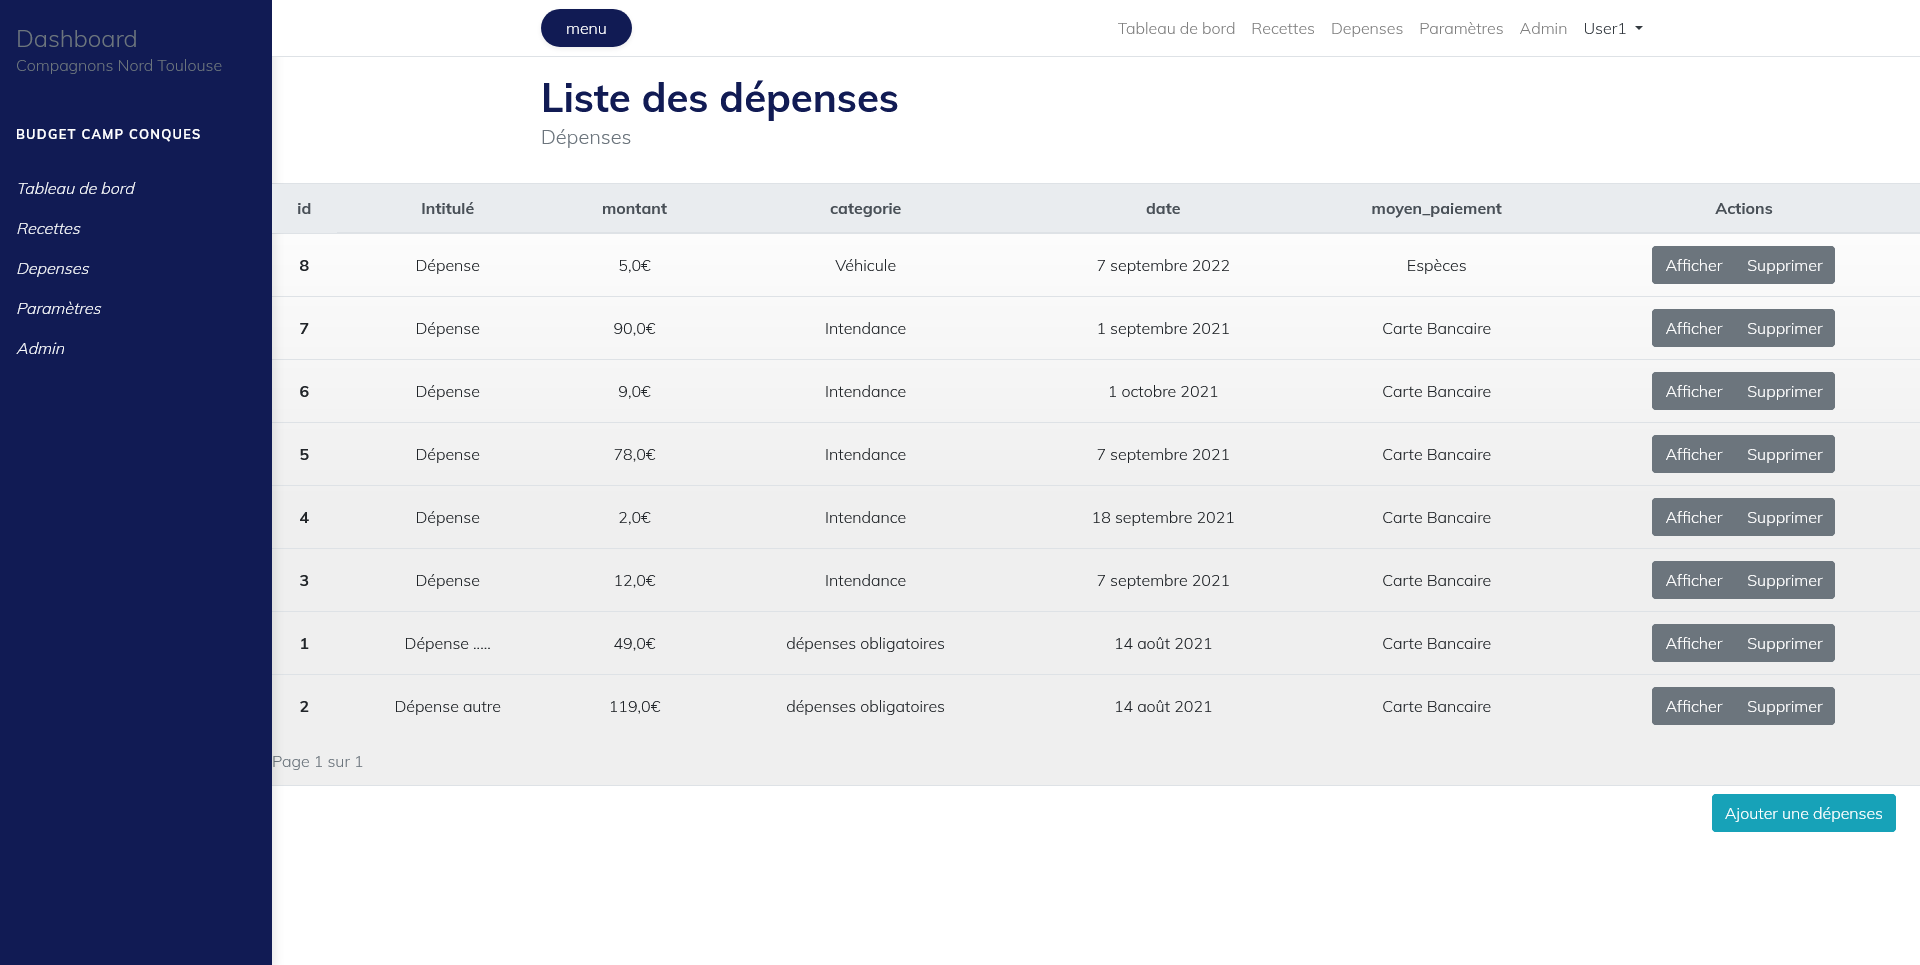 Dashboard
Compagnons Nord Toulouse
BUDGET CAMP CONQUES
Tableau de bord
Recettes
Depenses
Paramètres
Admin
menu
Tableau de bord Recettes Depenses Paramètres Admin User1
Liste des dépenses
Dépenses
id Intitulé montant categorie date moyen_paiement Actions
8 Dépense 5,0€ Véhicule 7 septembre 2022 Espèces Afficher Supprimer
7 Dépense 90,0€ Intendance 1 septembre 2021 Carte Bancaire Afficher Supprimer
6 Dépense 9,0€ Intendance 1 octobre 2021 Carte Bancaire Afficher Supprimer
5 Dépense 78,0€ Intendance 7 septembre 2021 Carte Bancaire Afficher Supprimer
4 Dépense 2,0€ Intendance 18 septembre 2021 Carte Bancaire Afficher Supprimer
3 Dépense 12,0€ Intendance 7 septembre 2021 Carte Bancaire Afficher Supprimer
1 Dépense ..... 49,0€ dépenses obligatoires 14 août 2021 Carte Bancaire Afficher Supprimer
2 Dépense autre 119,0€ dépenses obligatoires 14 août 2021 Carte Bancaire Afficher Supprimer
Page 1 sur 1
Ajouter une dépenses